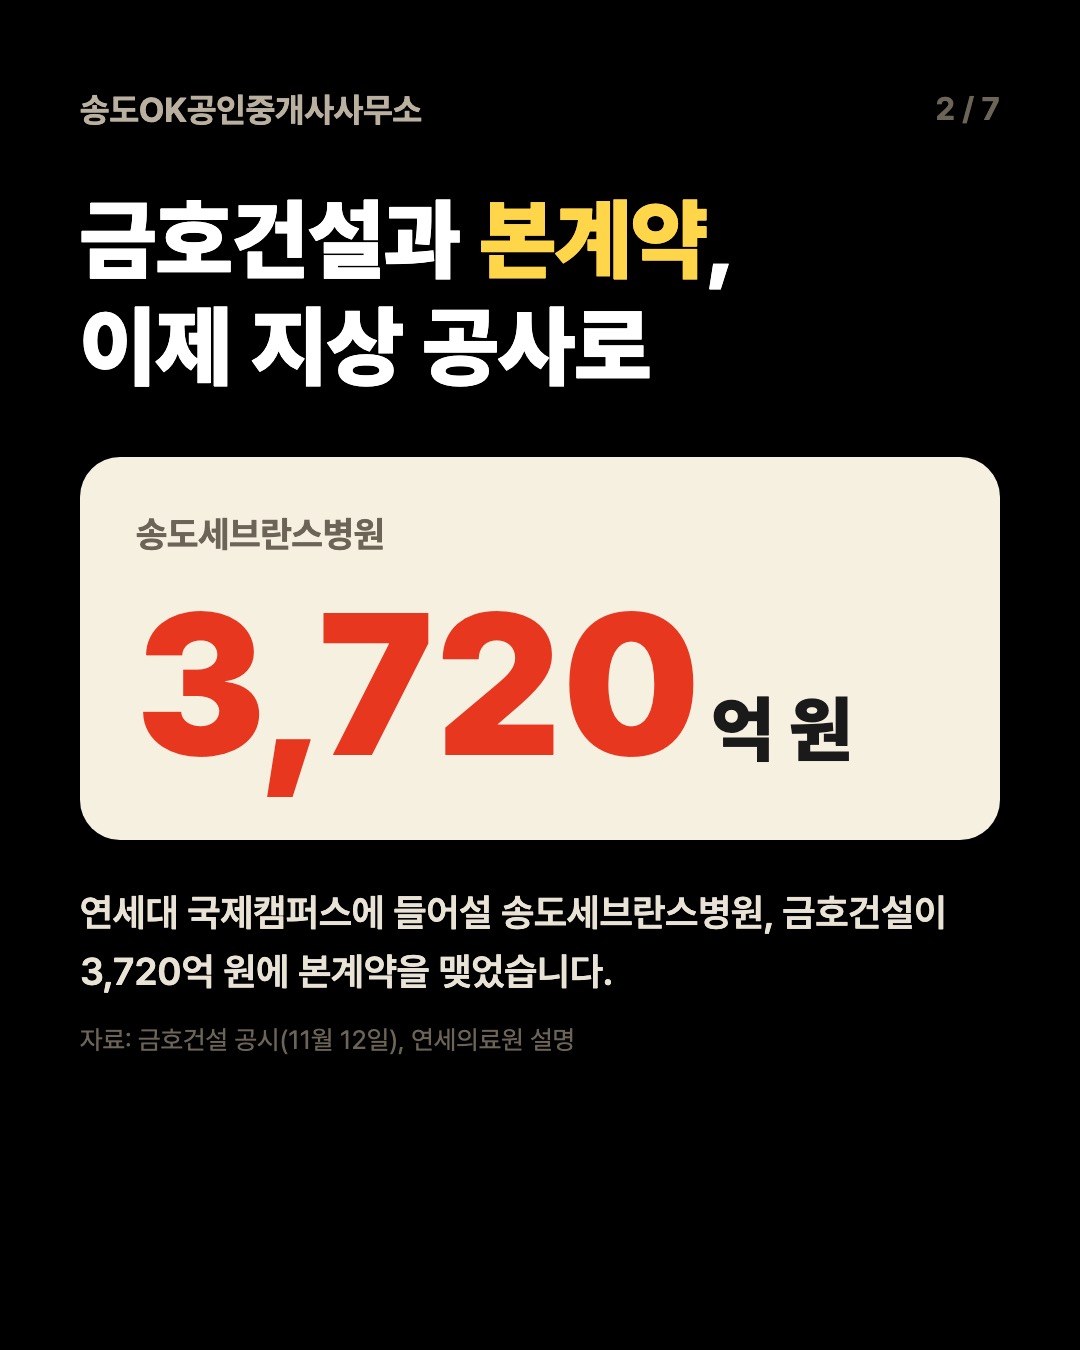 송도OK공인중개사사무소
2 / 7
금호건설과 본계약,
이제 지상 공사로
송도세브란스병원
3,720억 원
연세대 국제캠퍼스에 들어설 송도세브란스병원, 금호건설이
3,720억 원에 본계약을 맺었습니다.
자료: 금호건설 공시(11월 12일), 연세의료원 설명